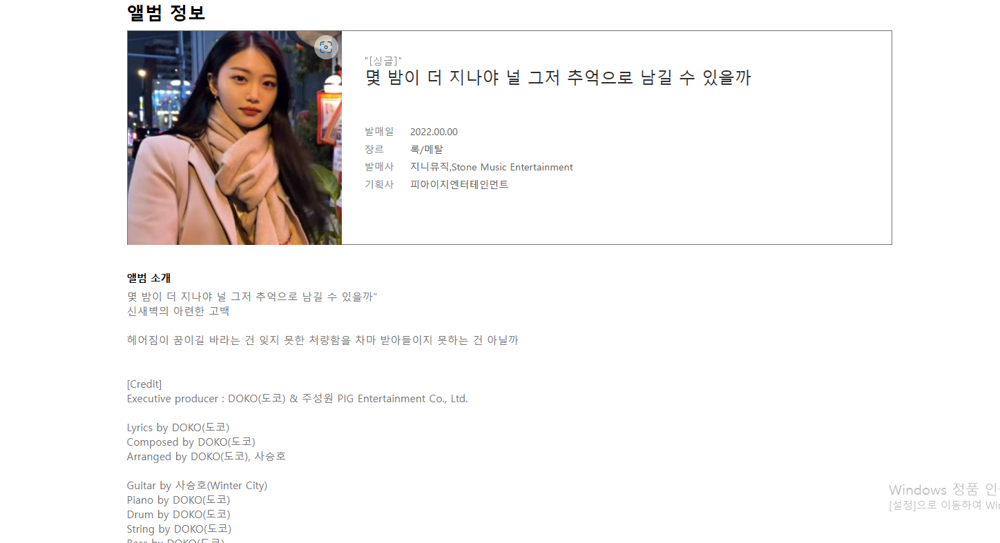 앨범 정보
"[싱글]"
몇 밤이 더 지나야 널 그저 추억으로 남길 수 있을까
발매일 2022.00.00
장르 록/메탈
발매사 지니뮤직,Stone Music Entertainment
기획사 피아이지엔터테인먼트
앨범 소개
몇 밤이 더 지나야 널 그저 추억으로 남길 수 있을까"
신새벽의 아련한 고백
헤어짐이 꿈이길 바라는 건 잊지 못한 처량함을 차마 받아들이지 못하는 건 아닐까
[Credit]
Executive producer : DOKO(도코) & 주성원 PIG Entertainment Co., Ltd.
Lyrics by DOKO(도코)
Composed by DOKO(도코)
Arranged by DOKO(도코), 사승호
Guitar by 사승호(Winter City)
Piano by DOKO(도코)
Drum by DOKO(도코)
String by DOKO(도코)
Bass by DOKO(도코)
Windows 정품 인
[설정]으로 이동하여 Win